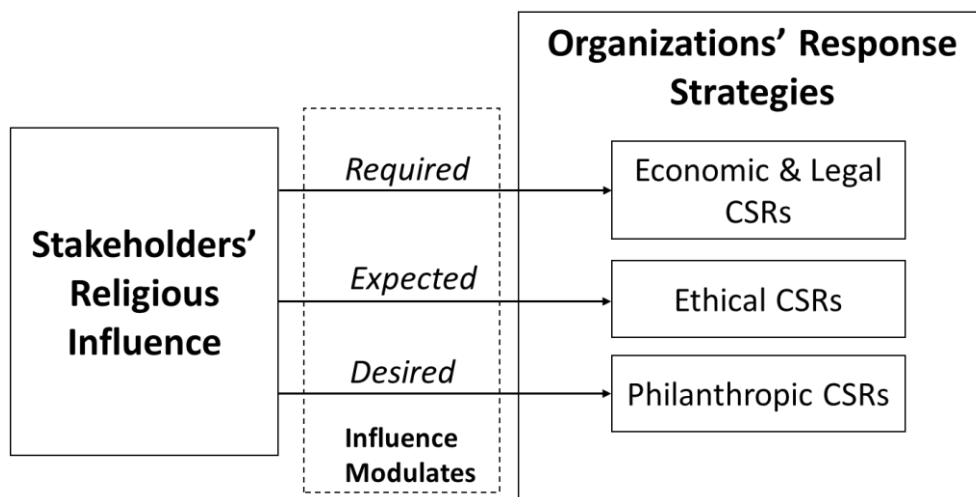 Organizations’ Response
Strategies
Stakeholders’
Religious
Influence
Required
Expected
Desired
Influence
Modulates
Economic & Legal
CSRs
Ethical CSRs
Philanthropic CSRs